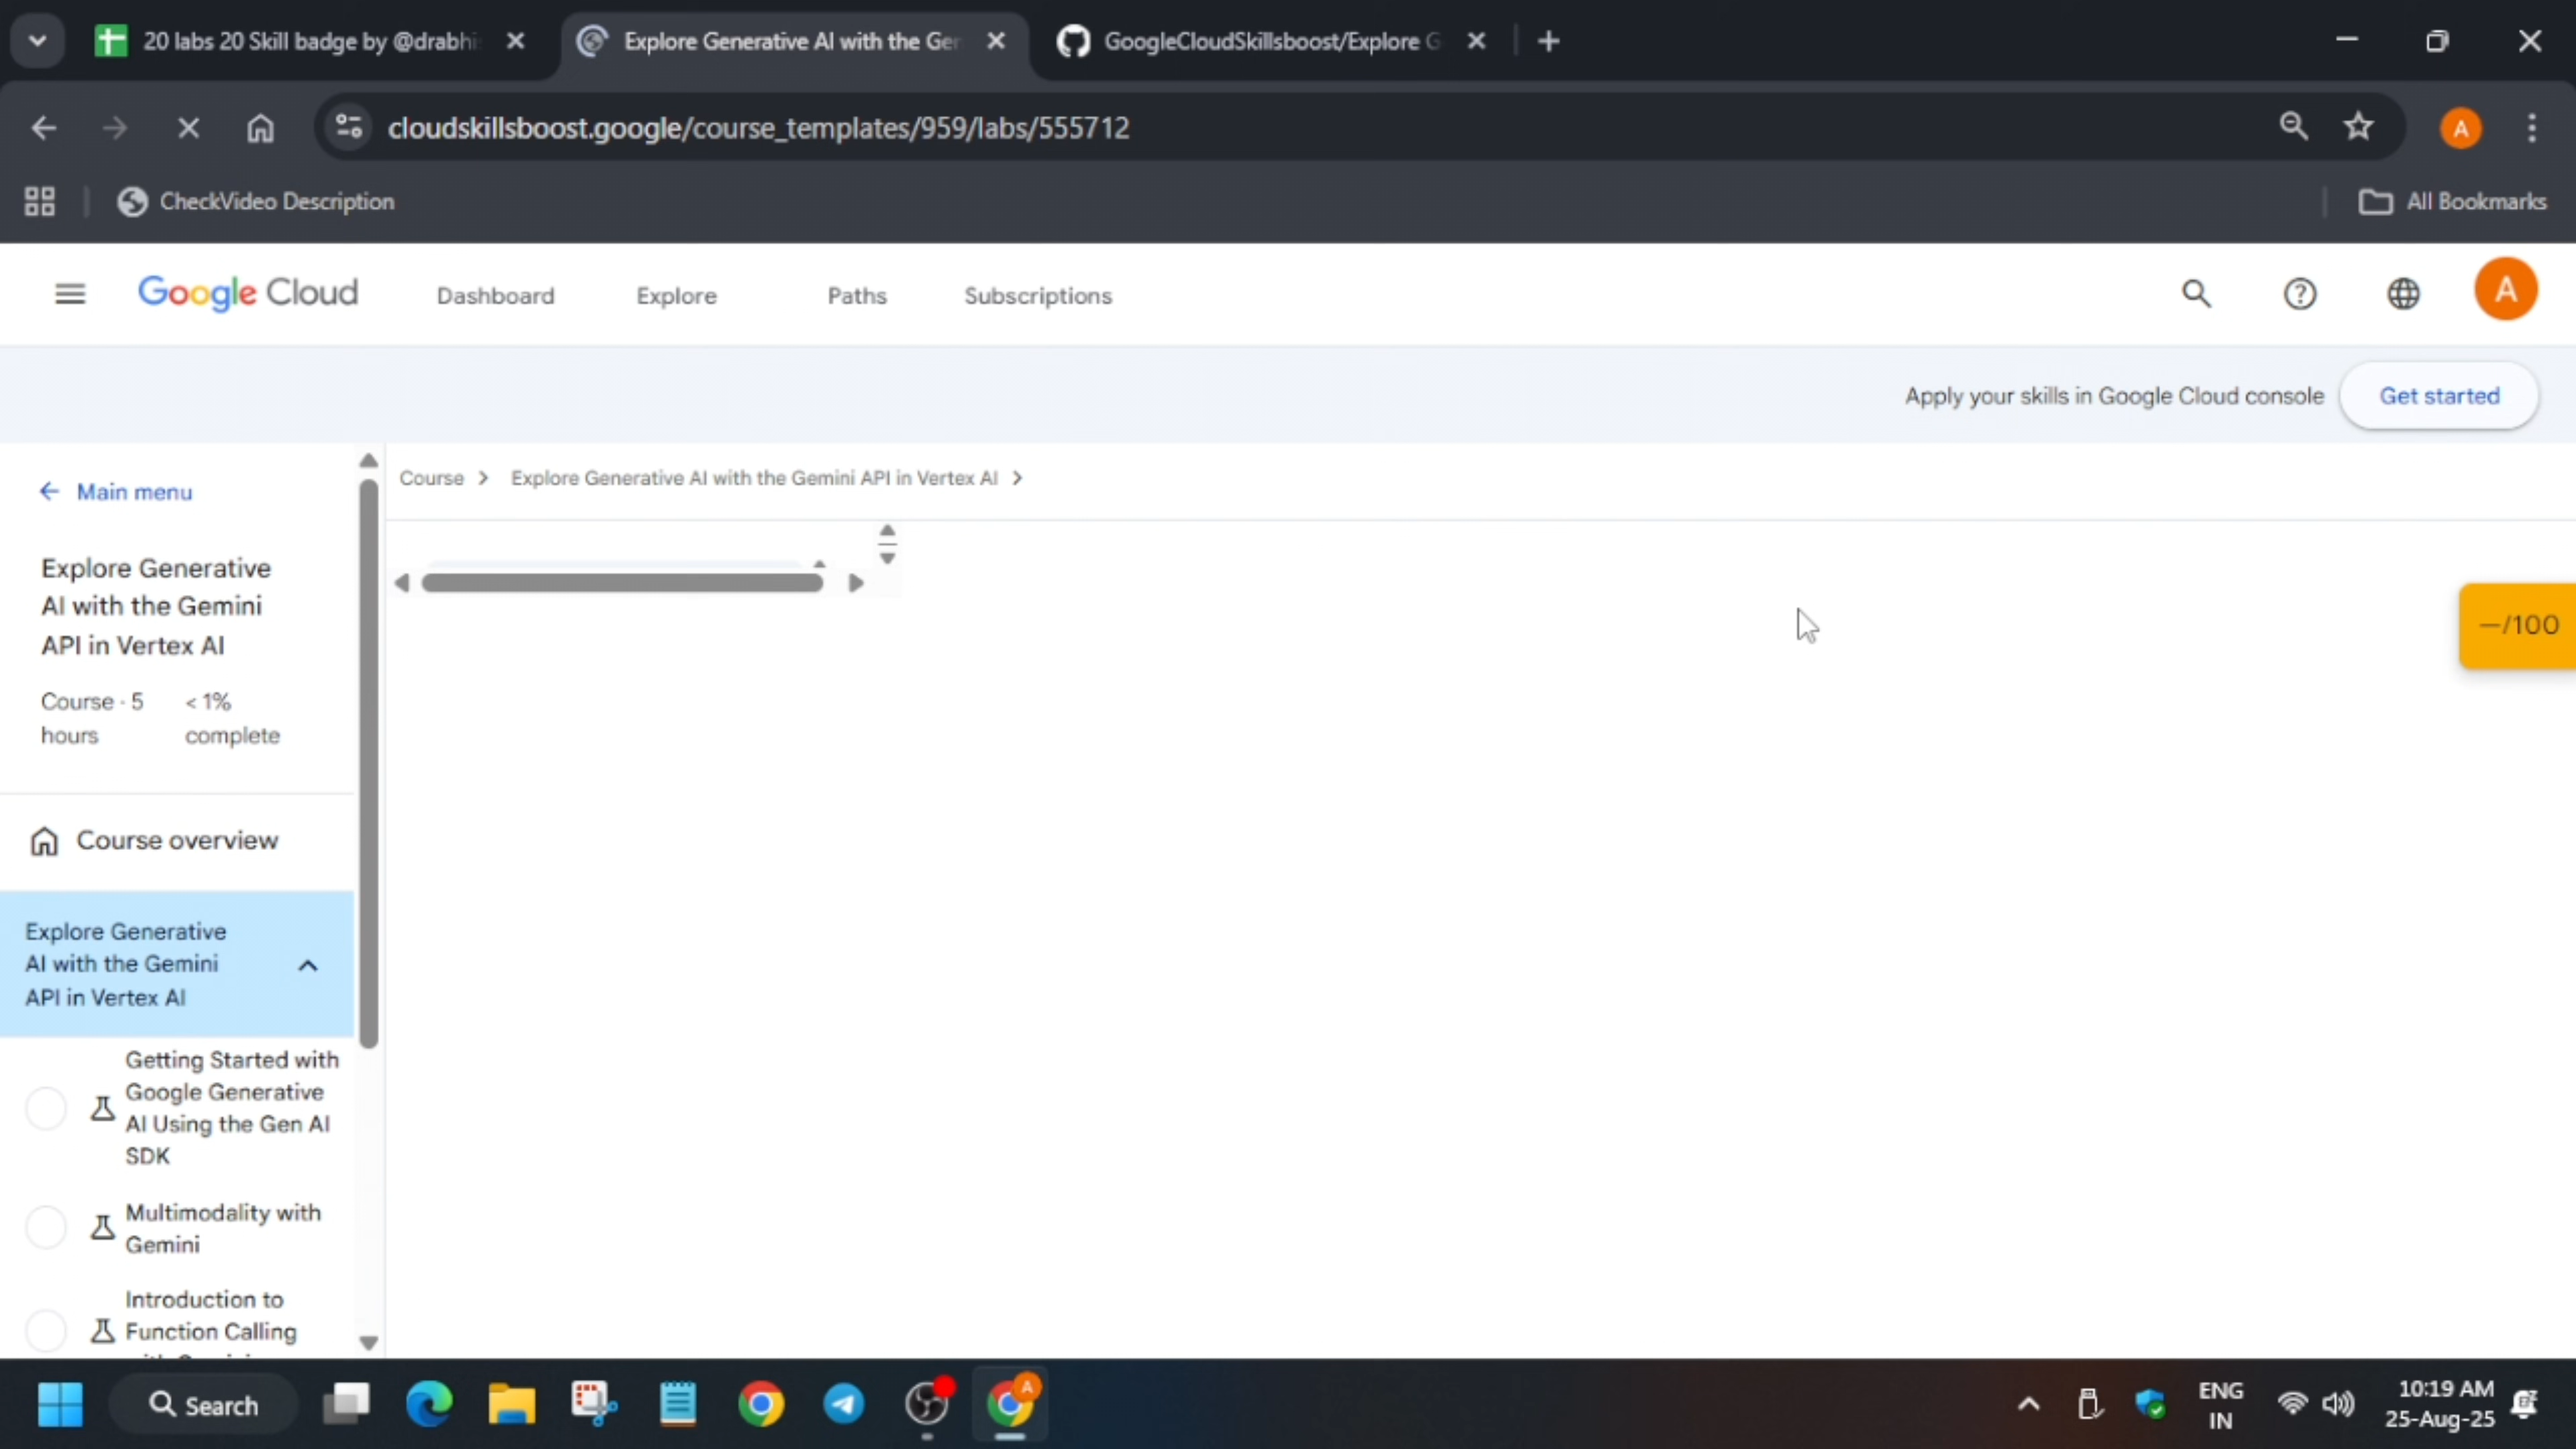 20 labs 20 Skill badge by @drabhi
Explore Generative AI with the Ger
GoogleCloudSkillsboost/Explore G
cloudskillsboost.google/course_templates/959/labs/555712
A
CheckVideo Description
All Bookmarks
Google Cloud
Dashboard
Explore
Paths
Subscriptions
A
Apply your skills in Google Cloud console
Get started
Main menu
Course
Explore Generative AI with the Gemini API in Vertex AI
Explore Generative
AI with the Gemini
API in Vertex AI
—/100
Course · 5
hours
< 1%
complete
Course overview
Explore Generative
AI with the Gemini
API in Vertex AI
Getting Started with
Google Generative
AI Using the Gen AI
SDK
Multimodality with
Gemini
Introduction to
Function Calling
Search
A
ENG
IN
10:19 AM
25-Aug-25